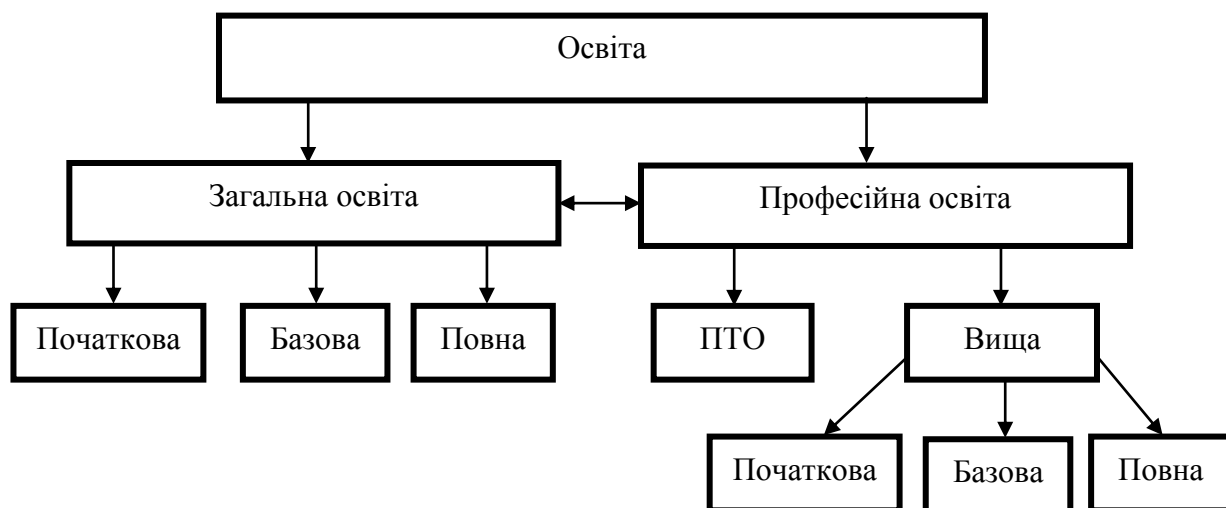 Освіта
Загальна освіта
Професійна освіта
Початкова
Базова
Повна
ПТО
Вища
Початкова
Базова
Повна